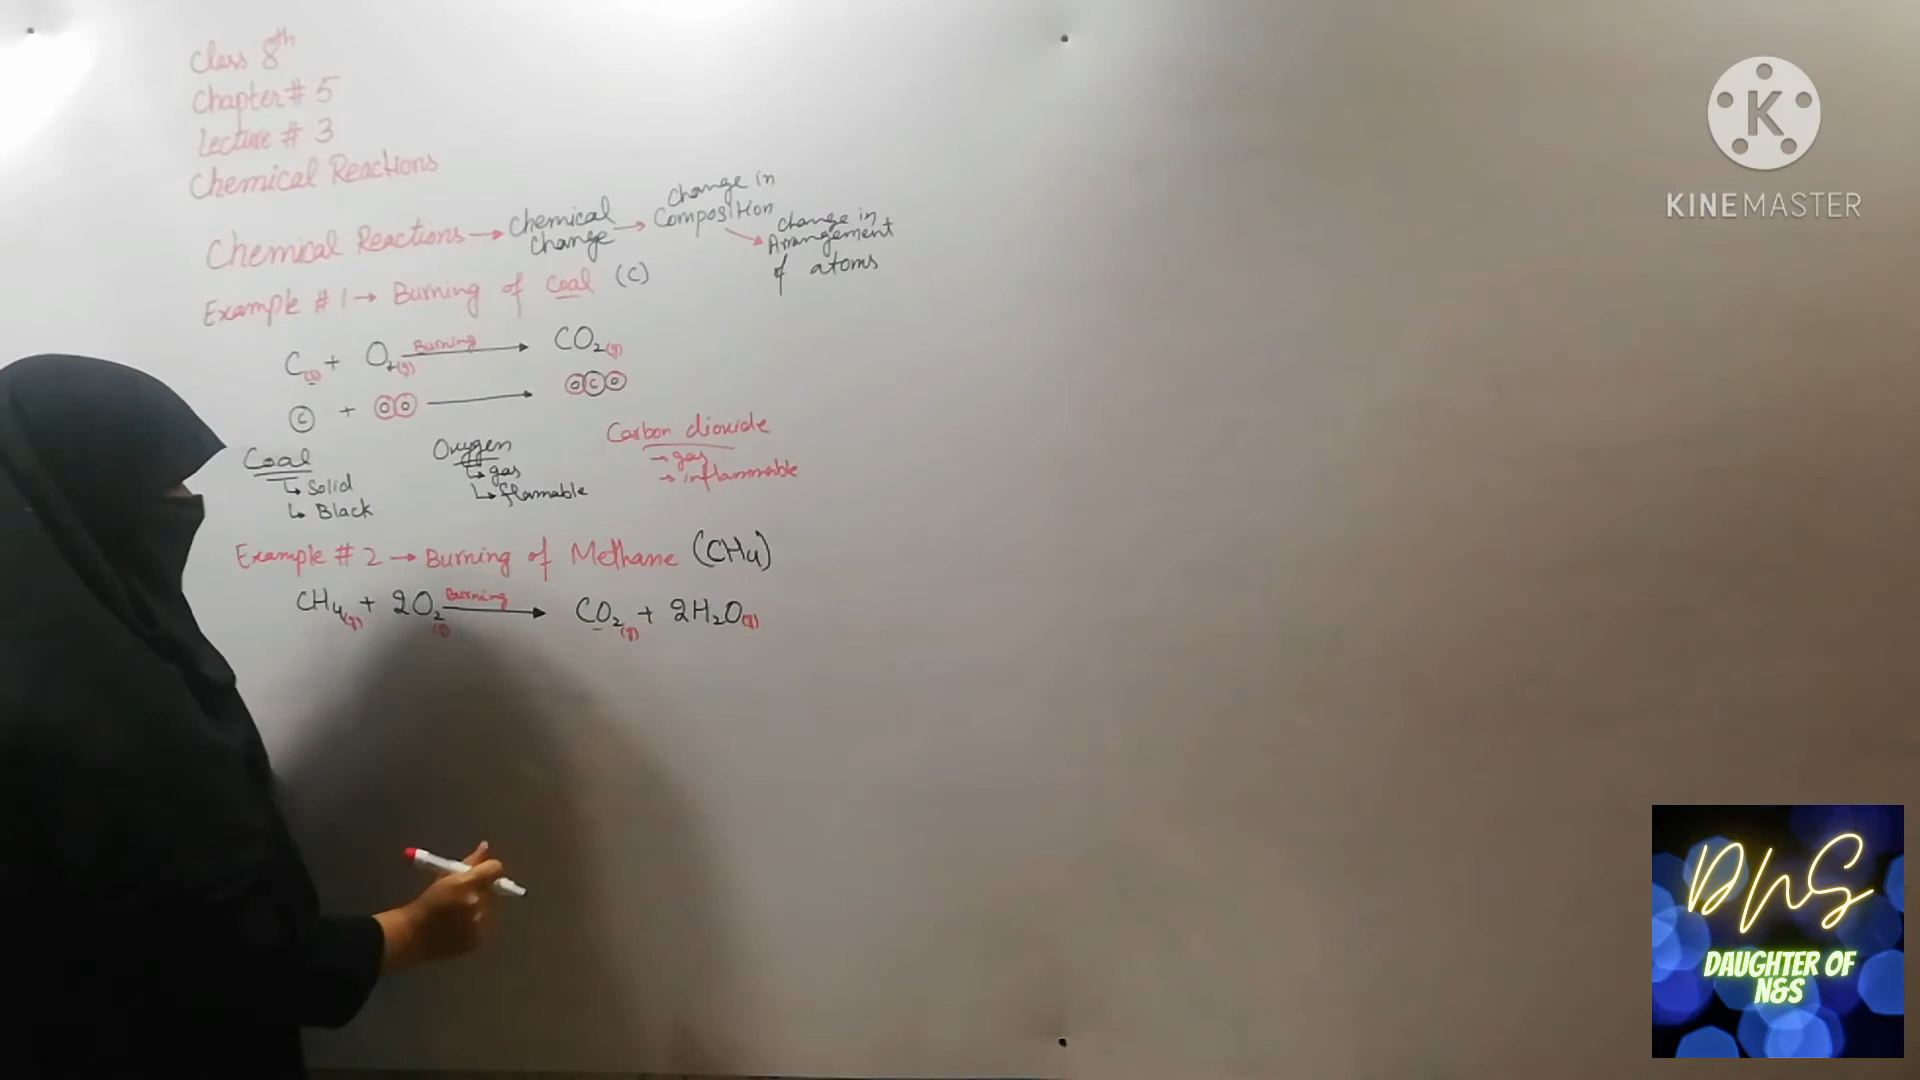 Class 8th
Chapter # 5
Lecture # 3
Chemical Reactions
Chemical Reactions → Chemical Change → Change in Composition → Change in Arrangement of atoms
Example # 1 → Burning of Coal (C)
C(s) + O2(g) Burning → CO2(g)
C + OO → OCO
Coal
↳ Solid
↳ Black
Oxygen
↳ gas
↳ flammable
Carbon dioxide
→ gas
→ inflammable
Example # 2 → Burning of Methane (CH4)
CH4(g) + 2O2(g) Burning → CO2(g) + 2H2O(g)
K
KINEMASTER
DNS
DAUGHTER OF
N&S